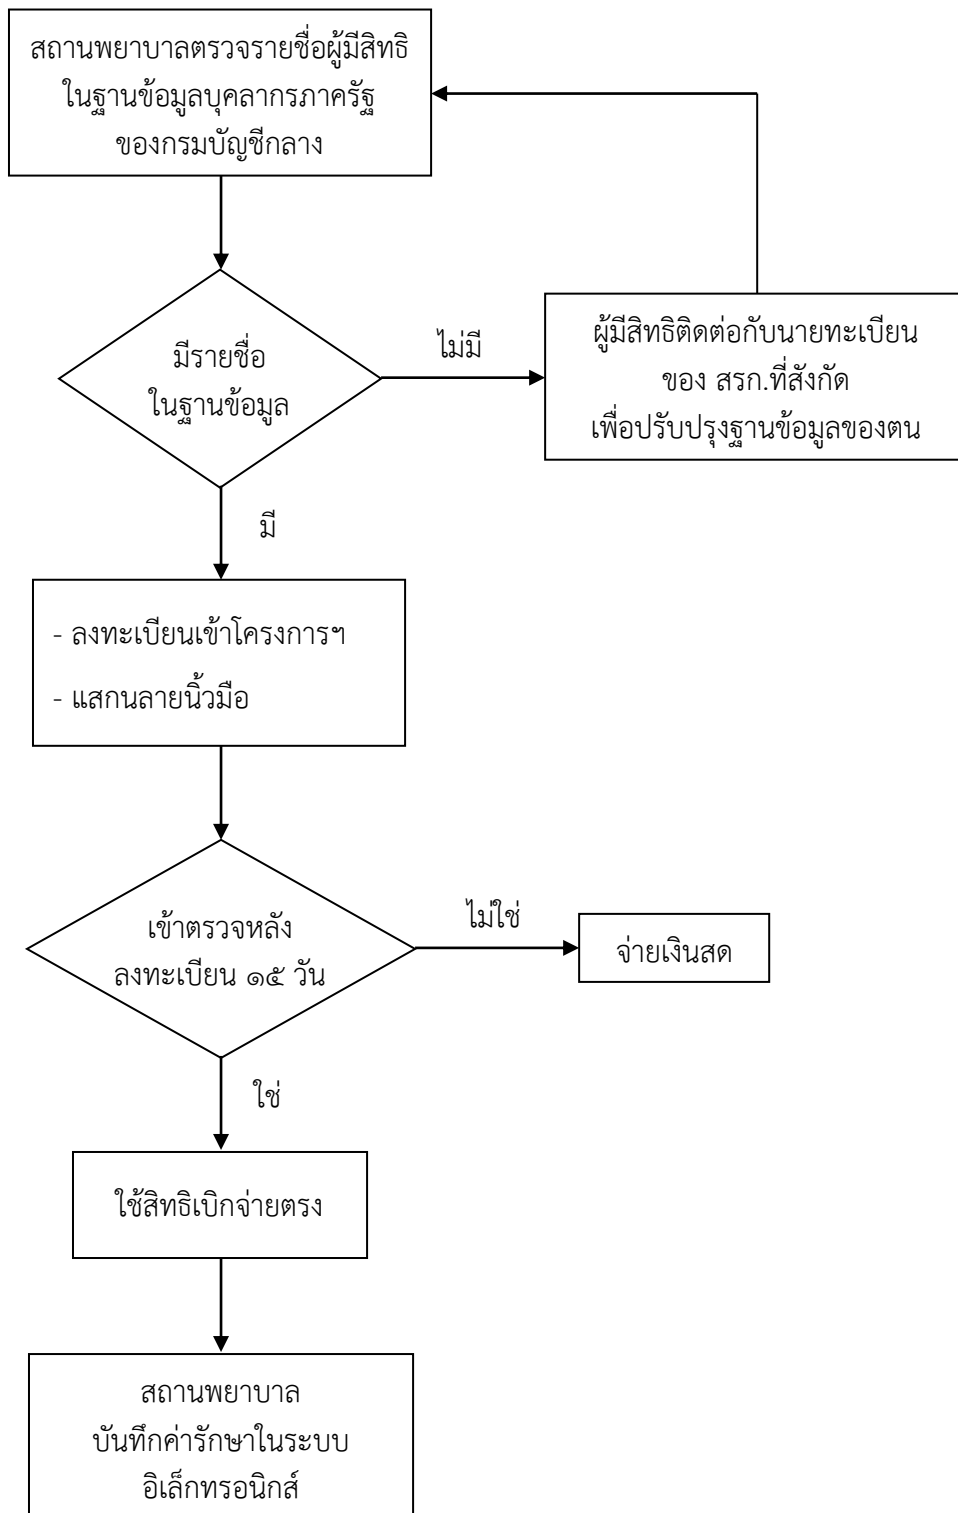 สถานพยาบาลตรวจรายชื่อผู้มีสิทธิ
ในฐานข้อมูลบุคลากรภาครัฐ
ของกรมบัญชีกลาง
มีรายชื่อ
ในฐานข้อมูล
ไม่มี
ผู้มีสิทธิติดต่อกับนายทะเบียน
ของ สรก.ที่สังกัด
เพื่อปรับปรุงฐานข้อมูลของตน
มี
- ลงทะเบียนเข้าโครงการฯ
- แสกนลายนิ้วมือ
เข้าตรวจหลัง
ลงทะเบียน ๑๕ วัน
ไม่ใช่
จ่ายเงินสด
ใช่
ใช้สิทธิเบิกจ่ายตรง
สถานพยาบาล
บันทึกค่ารักษาในระบบ
อิเล็กทรอนิกส์